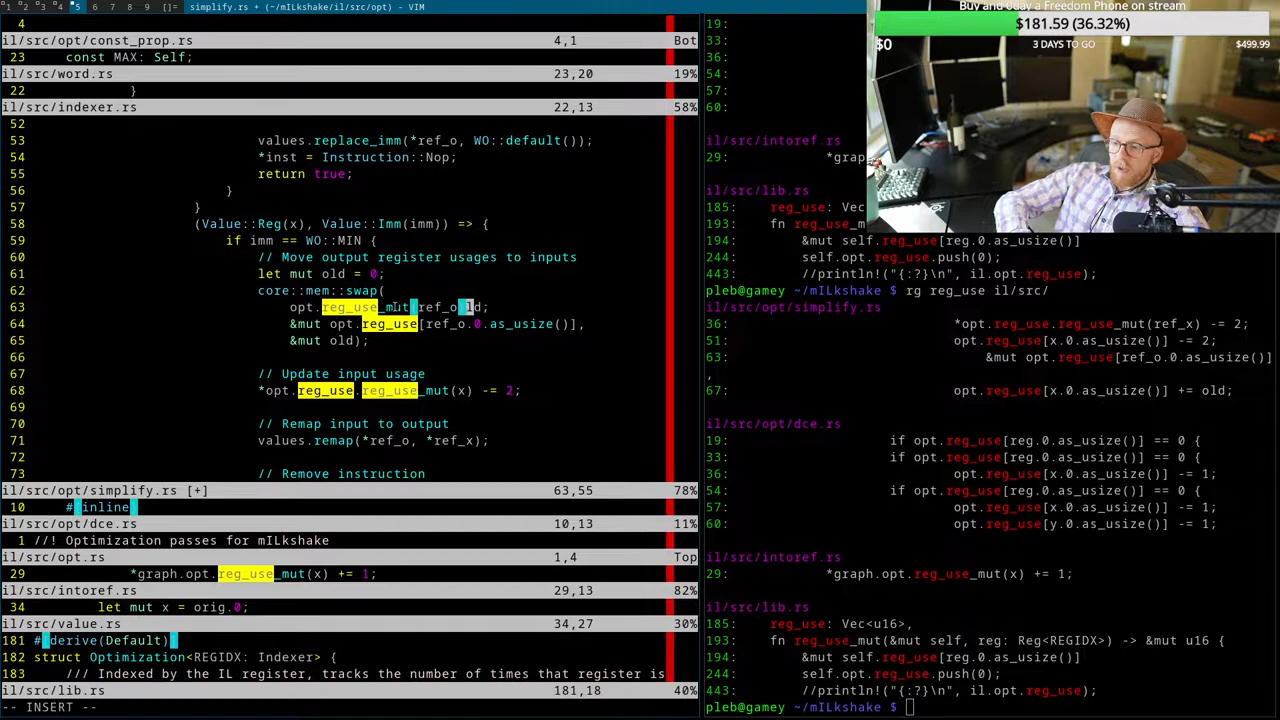 1 2 3 4 5 6 7 8 9 []= simplify.rs + (~/mILkshake/il/src/opt) - VIM
4
il/src/opt/const_prop.rs 4,1 Bot
23 const MAX: Self;
il/src/word.rs 23,20 19%
22 }
il/src/indexer.rs 22,13 58%
52
53 values.replace_imm(*ref_o, WO::default());
54 *inst = Instruction::Nop;
55 return true;
56 }
57 }
58 (Value::Reg(x), Value::Imm(imm)) => {
59 if imm == WO::MIN {
60 // Move output register usages to inputs
61 let mut old = 0;
62 core::mem::swap(
63 opt.reg_use_mut(ref_o)ld;
64 &mut opt.reg_use[ref_o.0.as_usize()],
65 &mut old);
66
67 // Update input usage
68 *opt.reg_use.reg_use_mut(x) -= 2;
69
70 // Remap input to output
71 values.remap(*ref_o, *ref_x);
72
73 // Remove instruction
il/src/opt/simplify.rs [+] 63,55 78%
10 #[inline]
il/src/opt/dce.rs 10,13 11%
1 //! Optimization passes for mILkshake
il/src/opt.rs 1,4 Top
29 *graph.opt.reg_use_mut(x) += 1;
il/src/intoref.rs 29,13 82%
34 let mut x = orig.0;
il/src/value.rs 34,27 30%
181 #[derive(Default)]
182 struct Optimization<REGIDX: Indexer> {
183 /// Indexed by the IL register, tracks the number of times that register is
il/src/lib.rs 181,18 40%
-- INSERT --
19:
33:
36:
54:
57:
60:
il/src/intoref.rs
29: *graph
il/src/lib.rs
185: reg_use: Vec
193: fn reg_use_mu
194: &mut self.reg_use[reg.0.as_usize()]
244: self.opt.reg_use.push(0);
443: //println!("{:?}\n", il.opt.reg_use);
pleb@gamey ~/mILkshake $ rg reg_use il/src/
il/src/opt/simplify.rs
36: *opt.reg_use.reg_use_mut(ref_x) -= 2;
51: opt.reg_use[x.0.as_usize()] -= 2;
63: &mut opt.reg_use[ref_o.0.as_usize()]
,
67: opt.reg_use[x.0.as_usize()] += old;
il/src/opt/dce.rs
19: if opt.reg_use[reg.0.as_usize()] == 0 {
33: if opt.reg_use[reg.0.as_usize()] == 0 {
36: opt.reg_use[x.0.as_usize()] -= 1;
54: if opt.reg_use[reg.0.as_usize()] == 0 {
57: opt.reg_use[x.0.as_usize()] -= 1;
60: opt.reg_use[y.0.as_usize()] -= 1;
il/src/intoref.rs
29: *graph.opt.reg_use_mut(x) += 1;
il/src/lib.rs
185: reg_use: Vec<u16>,
193: fn reg_use_mut(&mut self, reg: Reg<REGIDX>) -> &mut u16 {
194: &mut self.reg_use[reg.0.as_usize()]
244: self.opt.reg_use.push(0);
443: //println!("{:?}\n", il.opt.reg_use);
pleb@gamey ~/mILkshake $
Buy and 0day a Freedom Phone on stream
$181.59 (36.32%)
$0 3 DAYS TO GO $499.99